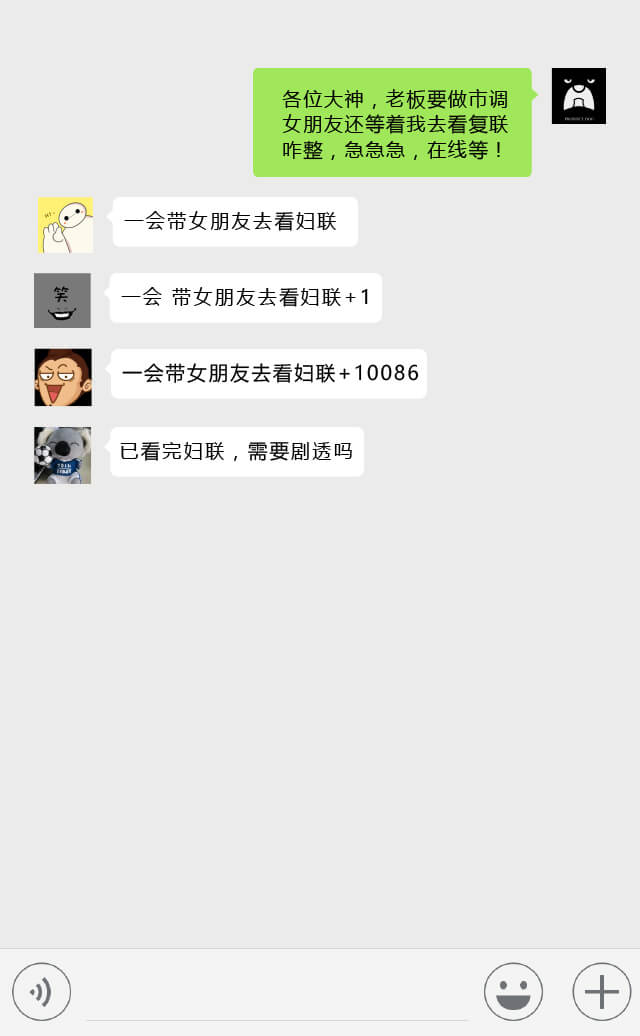 各位大神，老板要做市调
女朋友还等着我去看复联
咋整，急急急，在线等！
一会带女朋友去看妇联
笑
一会 带女朋友去看妇联+1
一会带女朋友去看妇联+10086
已看完妇联，需要剧透吗